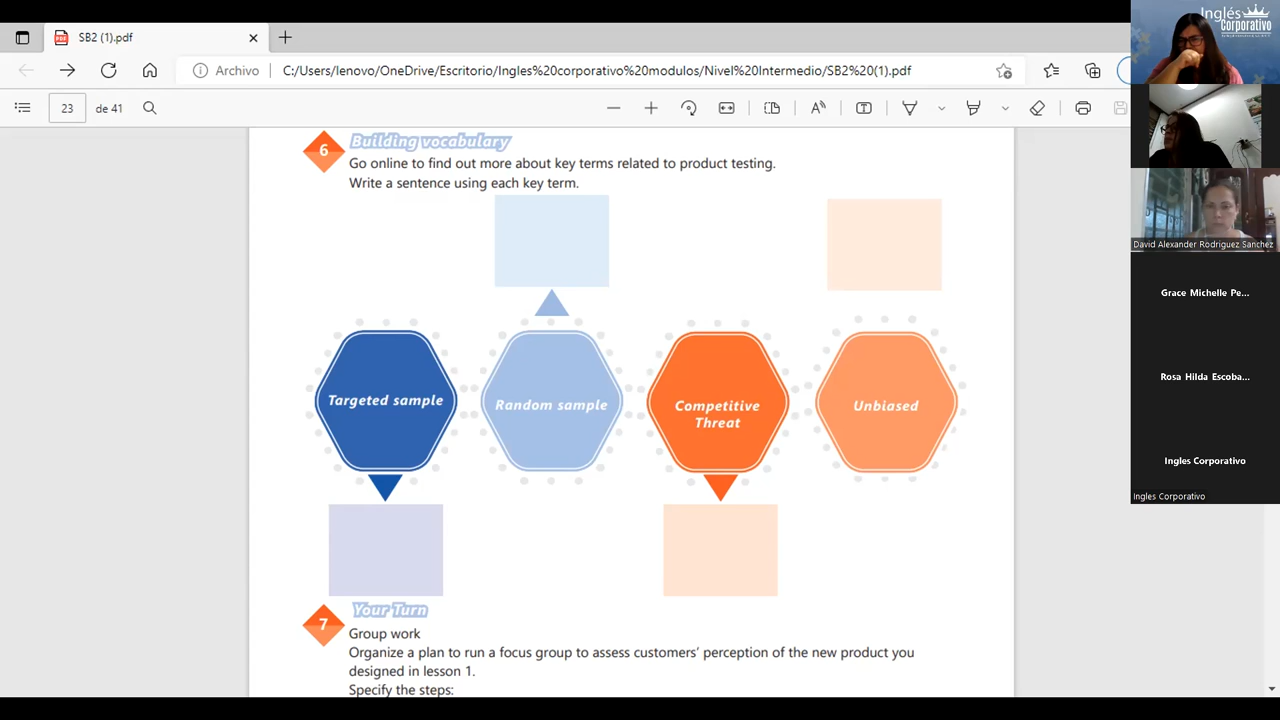 SB2 (1).pdf
Archivo
C:/Users/lenovo/OneDrive/Escritorio/Ingles%20corporativo%20modulos/Nivel%20Intermedio/SB2%20(1).pdf
23
de 41
6
Building vocabulary
Go online to find out more about key terms related to product testing.
Write a sentence using each key term.
Targeted sample
Random sample
Competitive
Threat
Unbiased
7
Your Turn
Group work
Organize a plan to run a focus group to assess customers’ perception of the new product you
designed in lesson 1.
Specify the steps:
Inglés
Corporativo
David Alexander Rodriguez Sanchez
Grace Michelle Pe...
Rosa Hilda Escoba...
Ingles Corporativo
Ingles Corporativo